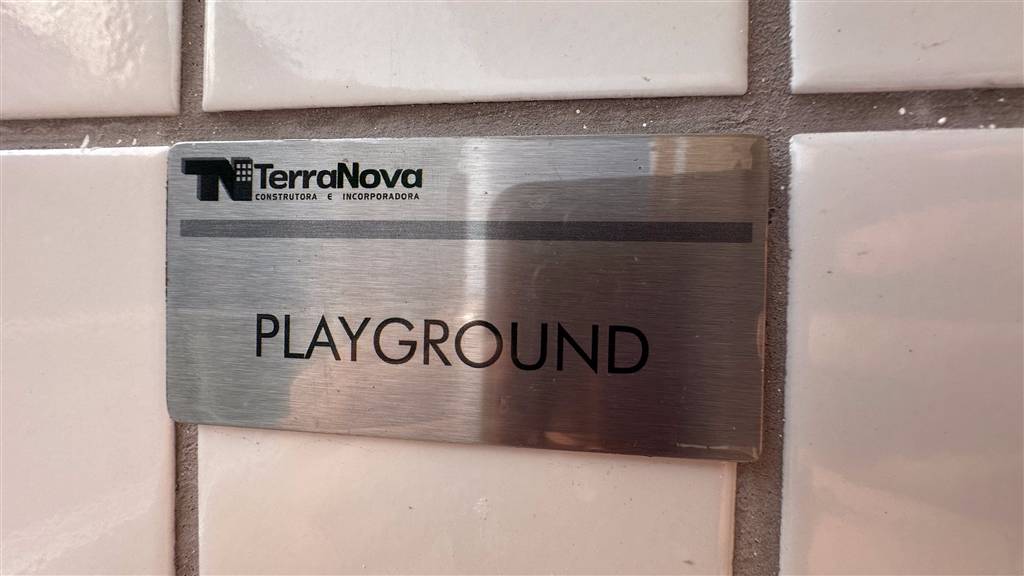 TN TerraNova
CONSTRUTORA E INCORPORADORA
PLAYGROUND